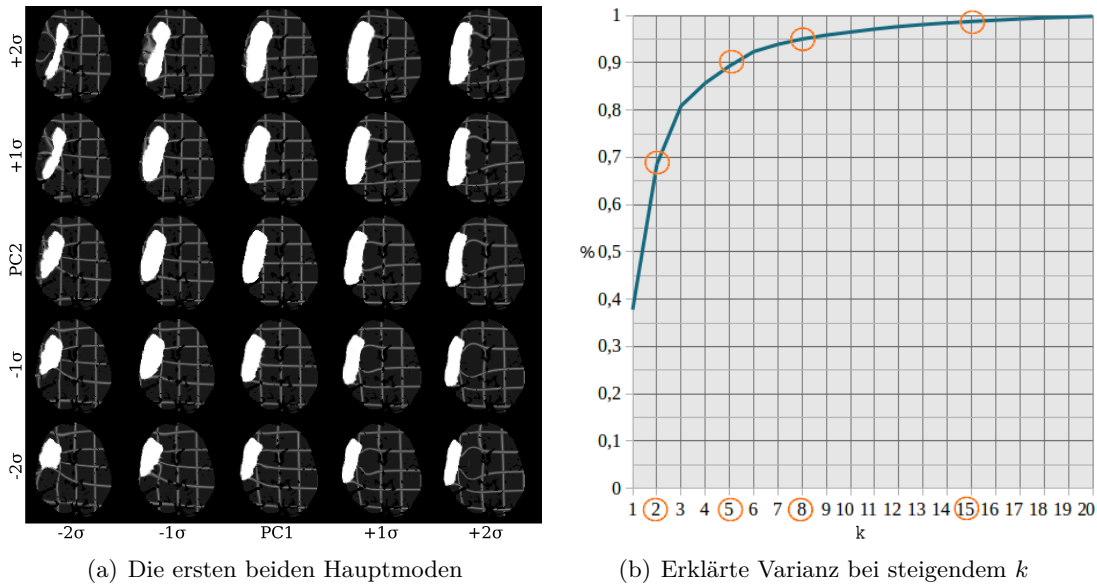 +2σ
+1σ
PC2
-1σ
-2σ
-2σ -1σ PC1 +1σ +2σ
(a) Die ersten beiden Hauptmoden
1
0,9
0,8
0,7
0,6
% 0,5
0,4
0,3
0,2
0,1
0
1 2 3 4 5 6 7 8 9 10 11 12 13 14 15 16 17 18 19 20
k
(b) Erklärte Varianz bei steigendem k